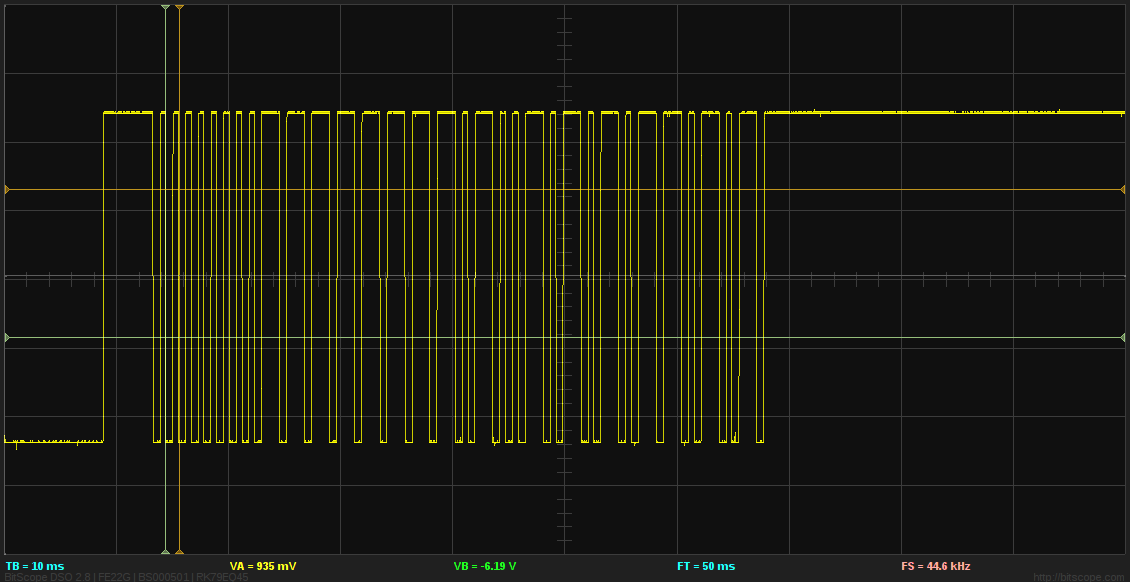 TB = 10 ms VA = 935 mV VB = -6.19 V FT = 50 ms FS = 44.6 kHz
BitScope DSO 2.8 | FE22G | BS000501 | PK79EO45 http://bitscope.com